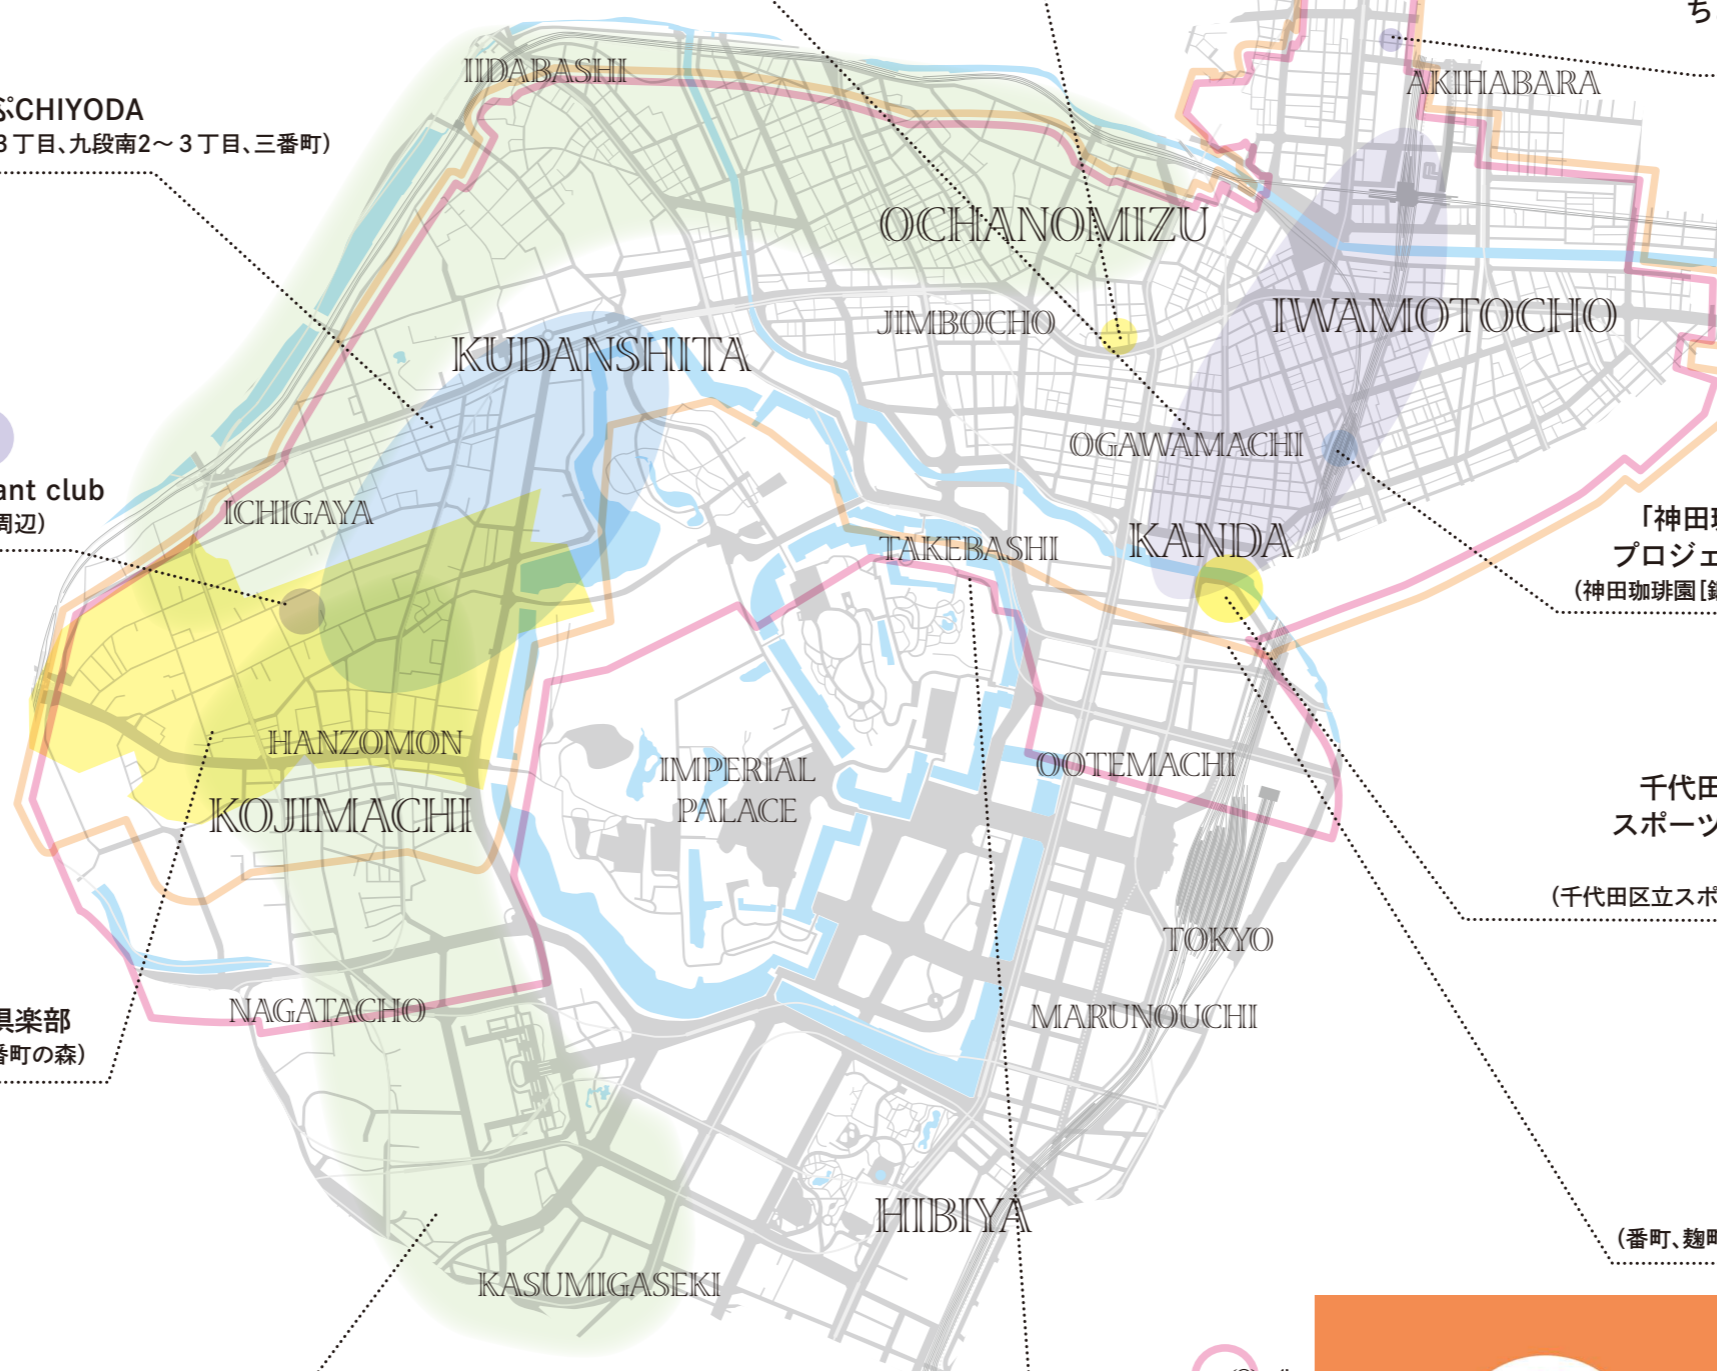 ち
IIDABASHI
AKIHABARA
ぷCHIYODA
3丁目、九段南2〜3丁目、三番町）
OCHANOMIZU
JIMBOCHO
IWAMOTOCHO
KUDANSHITA
OGAWAMACHI
ant club
周辺）
ICHIGAYA
「神田珈
プロジェ
（神田珈琲園［
TAKEBASHI
KANDA
HANZOMON
IMPERIAL
PALACE
OOTEMACHI
KOJIMACHI
千代田
スポーツ
（千代田区立スポ
TOKYO
NAGATACHO
MARUNOUCHI
倶楽部
番町の森）
HIBIYA
（番町、麹町
KASUMIGASEKI